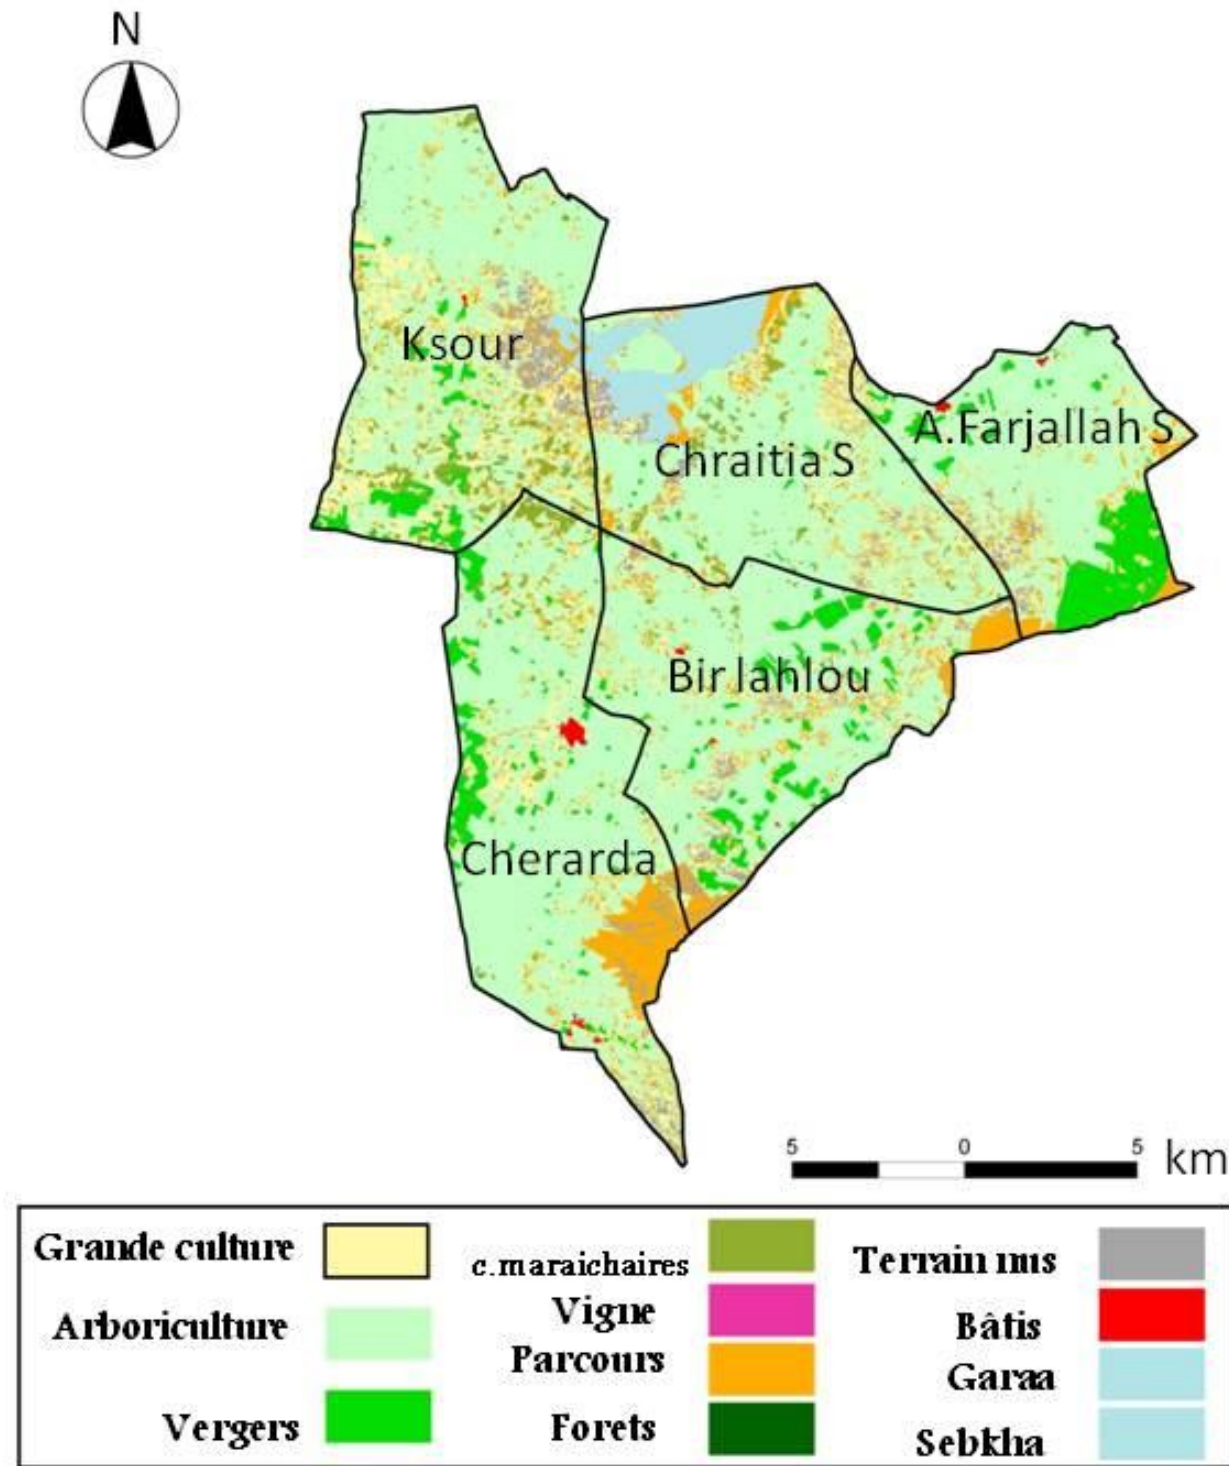 N
Ksour
Chraitia S
A.Farjallah S
Bir lahlou
Cherarda
5 0 5 km
Grande culture
Arboriculture
Vergers
c.maraichaires
Vigne
Parcours
Forets
Terrain nus
Bâtis
Garaa
Sebkha